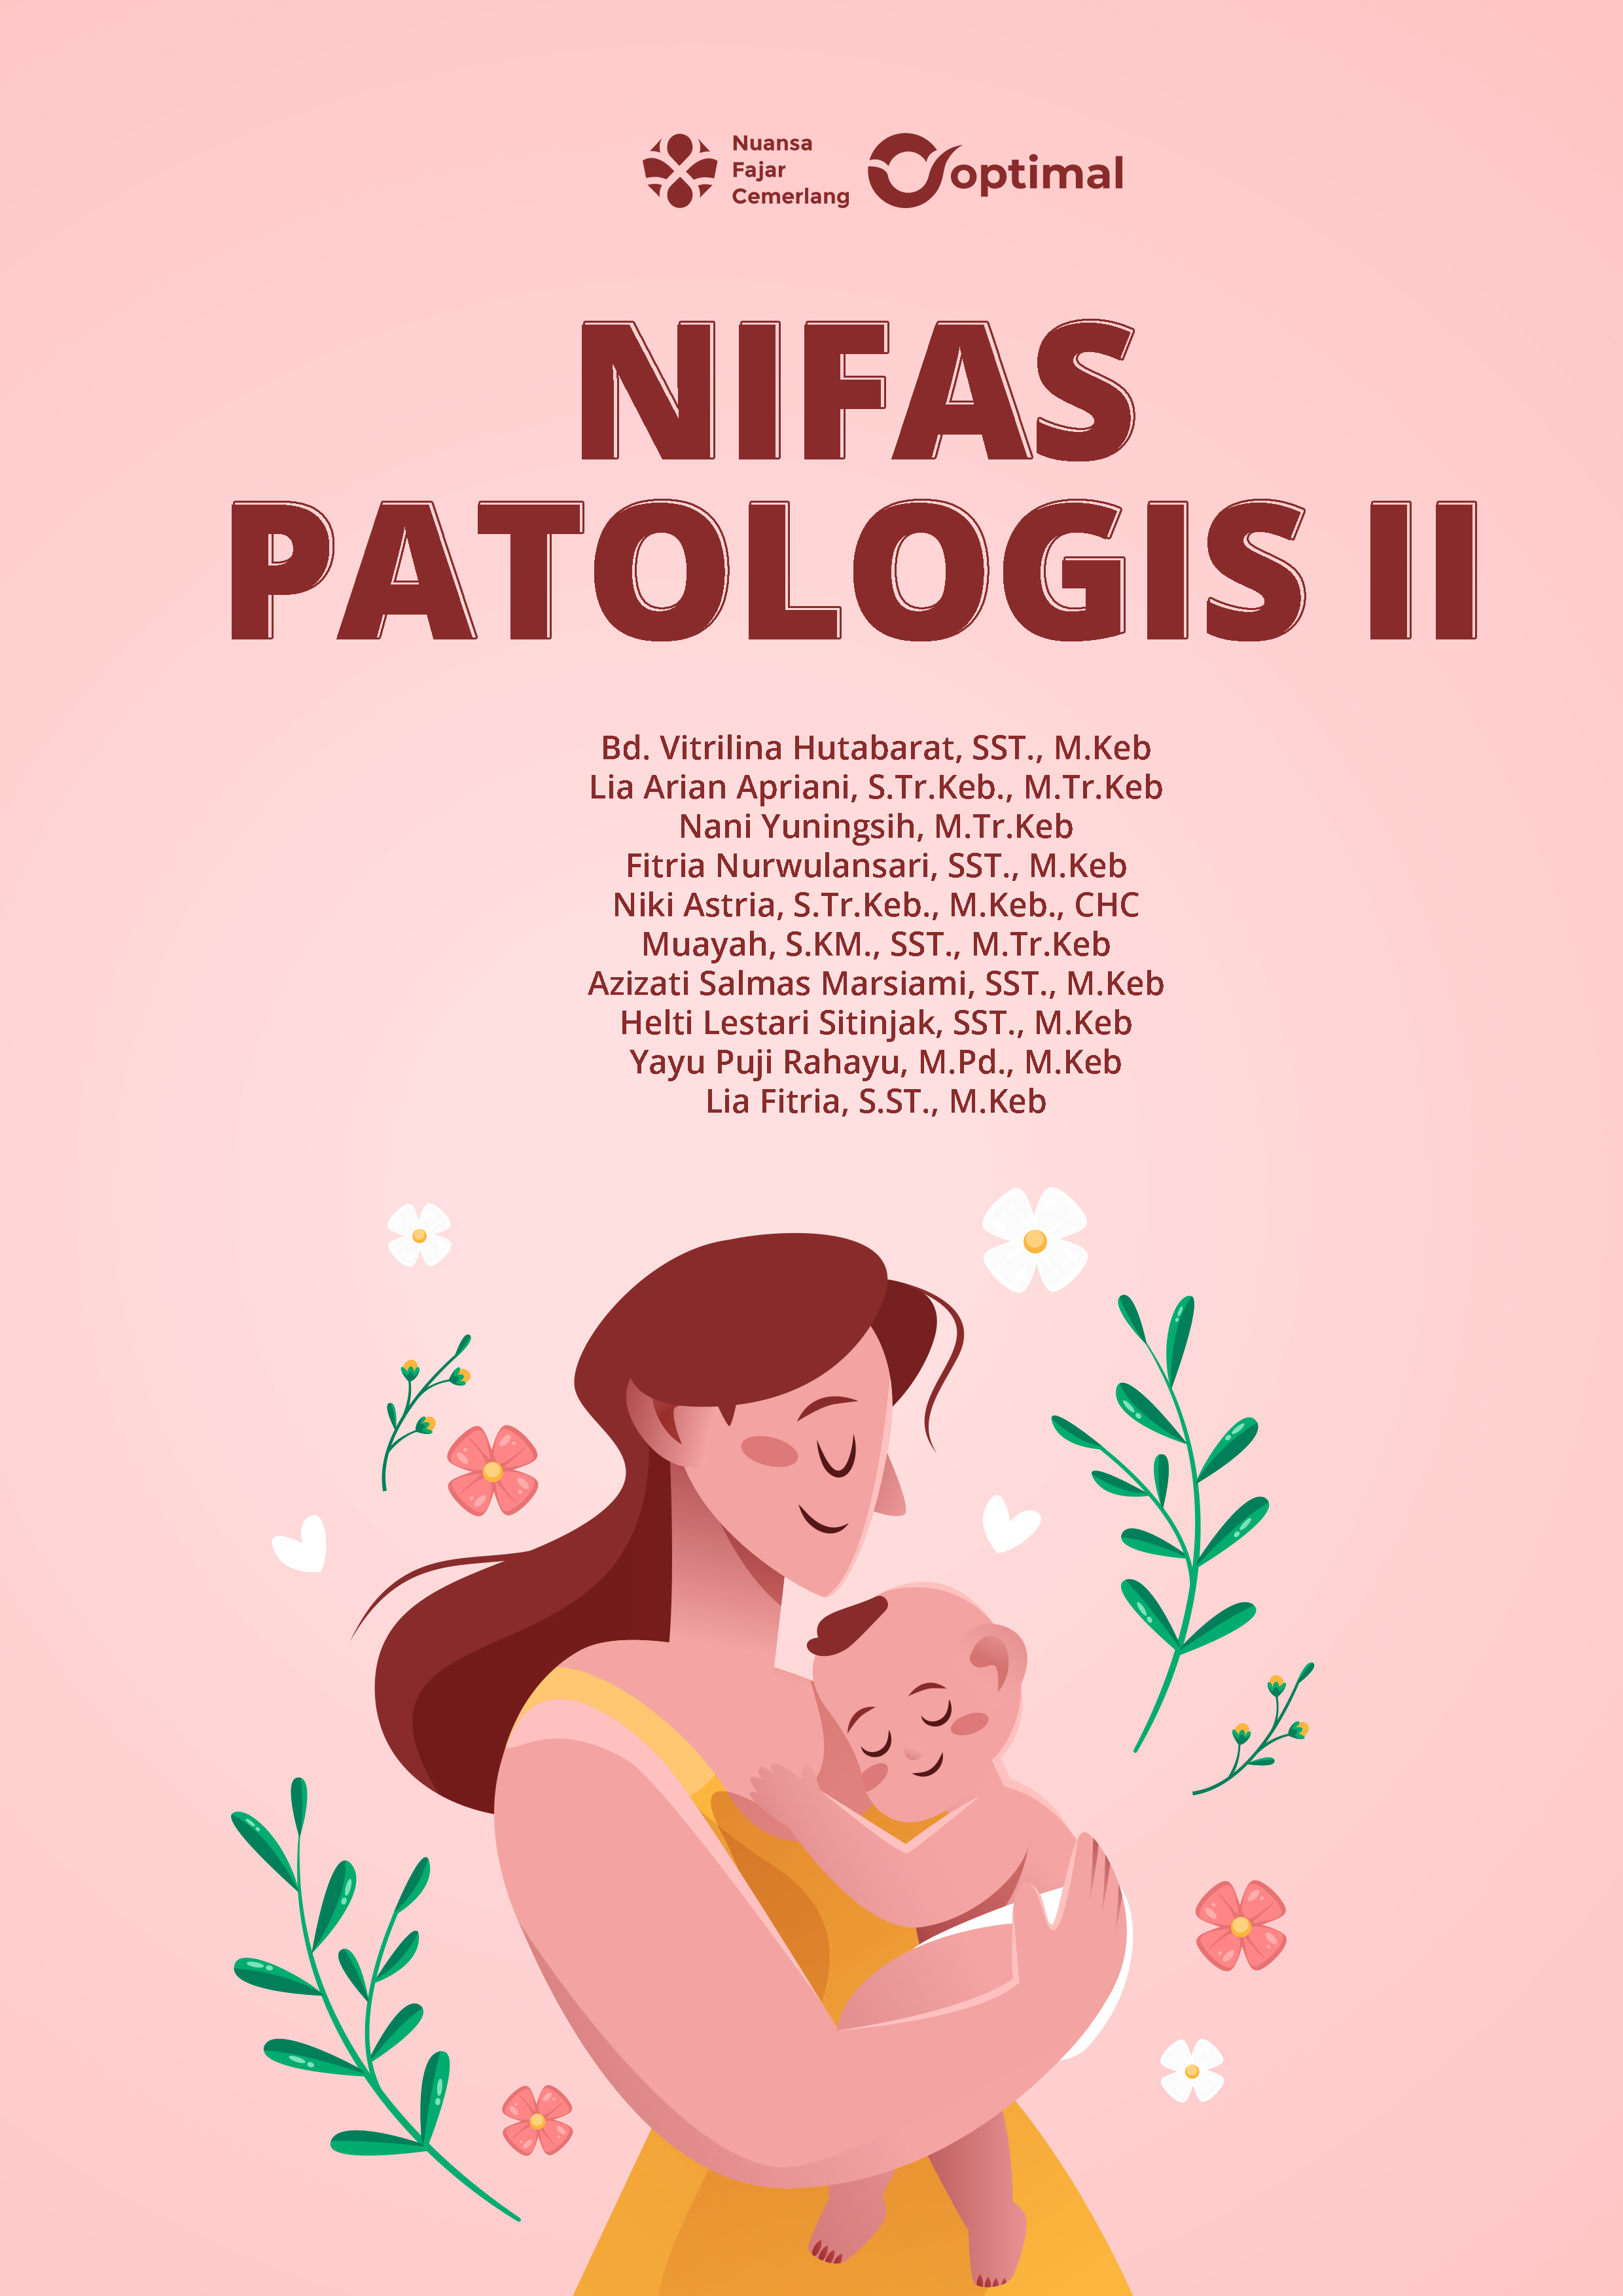 Nuansa
Fajar
Cemerlang
optimal
NIFAS
PATOLOGIS II
Bd. Vitrilina Hutabarat, SST., M.Keb
Lia Arian Apriani, S.Tr.Keb., M.Tr.Keb
Nani Yuningsih, M.Tr.Keb
Fitria Nurwulansari, SST., M.Keb
Niki Astria, S.Tr.Keb., M.Keb., CHC
Muayah, S.KM., SST., M.Tr.Keb
Azizati Salmas Marsiami, SST., M.Keb
Helti Lestari Sitinjak, SST., M.Keb
Yayu Puji Rahayu, M.Pd., M.Keb
Lia Fitria, S.ST., M.Keb